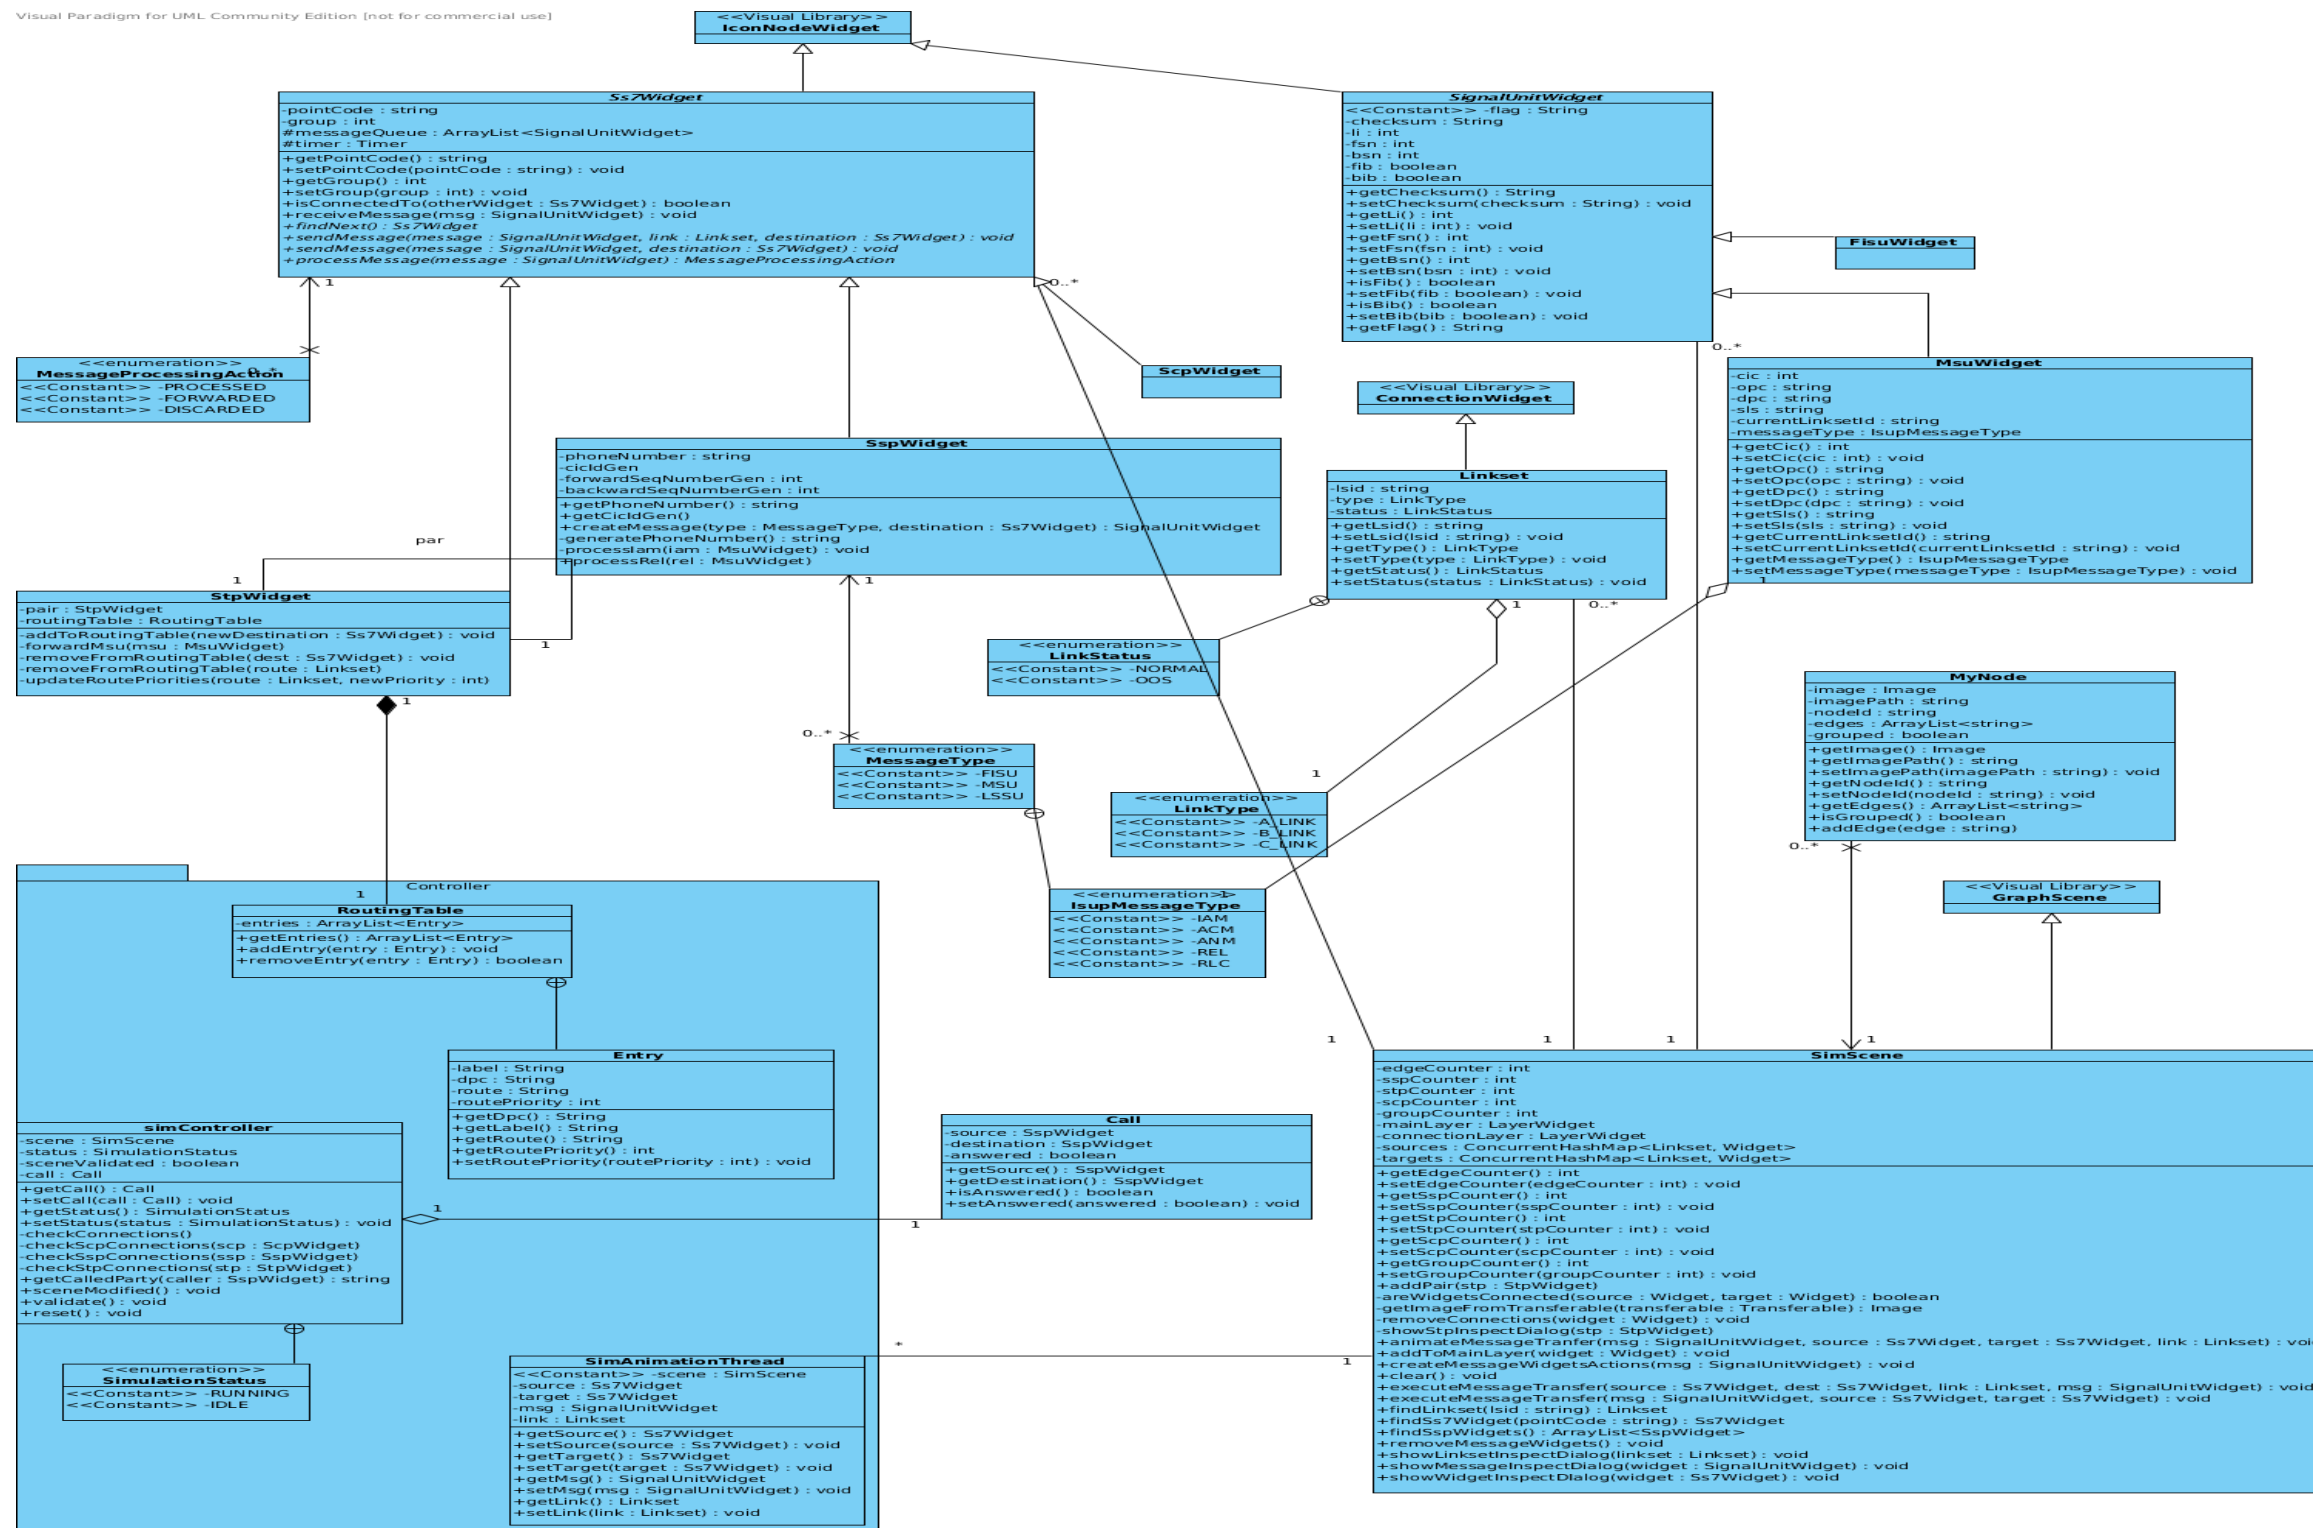 Visual Paradigm for UML Community Edition [not for commercial use]
<<Visual Library>>
IconNodeWidget
Ss7Widget
-pointCode : string
-group : int
#messageQueue : ArrayList<SignalUnitWidget>
#timer : Timer
+getPointCode() : string
+setPointCode(pointCode : string) : void
+getGroup() : int
+setGroup(group : int) : void
+isConnectedTo(otherWidget : Ss7Widget) : boolean
+receiveMessage(msg : SignalUnitWidget) : void
+findNext() : Ss7Widget
+sendMessage(message : SignalUnitWidget, link : Linkset, destination : Ss7Widget) : void
+sendMessage(message : SignalUnitWidget, destination : Ss7Widget) : void
+processMessage(message : SignalUnitWidget) : MessageProcessingAction
1
0..*
SignalUnitWidget
<<Constant>> -flag : String
-checksum : String
-li : int
-fsn : int
-bsn : int
-fib : boolean
-bib : boolean
+getChecksum() : String
+setChecksum(checksum : String) : void
+getLi() : int
+setLi(li : int) : void
+getFsn() : int
+setFsn(fsn : int) : void
+getBsn() : int
+setBsn(bsn : int) : void
+isFib() : boolean
+setFib(fib : boolean) : void
+isBib() : boolean
+setBib(bib : boolean) : void
+getFlag() : String
0..*
FisuWidget
<<enumeration>>
MessageProcessingAction
0..*
<<Constant>> -PROCESSED
<<Constant>> -FORWARDED
<<Constant>> -DISCARDED
ScpWidget
<<Visual Library>>
ConnectionWidget
MsuWidget
-cic : int
-opc : string
-dpc : string
-sls : string
-currentLinksetId : string
-messageType : IsupMessageType
+getCic() : int
+setCic(cic : int) : void
+getOpc() : string
+setOpc(opc : string) : void
+getDpc() : string
+setDpc(dpc : string) : void
+getSls() : string
+setSls(sls : string) : void
+getCurrentLinksetId() : string
+setCurrentLinksetId(currentLinksetId : string) : void
+getMessageType() : IsupMessageType
+setMessageType(messageType : IsupMessageType) : void
1
SspWidget
-phoneNumber : string
-cicIdGen
-forwardSeqNumberGen : int
-backwardSeqNumberGen : int
+getPhoneNumber() : string
+getCicIdGen()
+createMessage(type : MessageType, destination : Ss7Widget) : SignalUnitWidget
-generatePhoneNumber() : string
-processIam(iam : MsuWidget) : void
+processRel(rel : MsuWidget)
1
Linkset
-lsid : string
-type : LinkType
-status : LinkStatus
+getLsid() : string
+setLsid(lsid : string) : void
+getType() : LinkType
+setType(type : LinkType) : void
+getStatus() : LinkStatus
+setStatus(status : LinkStatus) : void
1
0..*
par
1
StpWidget
-pair : StpWidget
-routingTable : RoutingTable
-addToRoutingTable(newDestination : Ss7Widget) : void
-forwardMsu(msu : MsuWidget)
-removeFromRoutingTable(dest : Ss7Widget) : void
-removeFromRoutingTable(route : Linkset)
-updateRoutePriorities(route : Linkset, newPriority : int)
1
1
<<enumeration>>
LinkStatus
<<Constant>> -NORMAL
<<Constant>> -OOS
MyNode
-image : Image
-imagePath : string
-nodeId : string
-edges : ArrayList<string>
-grouped : boolean
+getImage() : Image
+getImagePath() : string
+setImagePath(imagePath : string) : void
+getNodeId() : string
+setNodeId(nodeId : string) : void
+getEdges() : ArrayList<string>
+isGrouped() : boolean
+addEdge(edge : string)
0..*
0..*
<<enumeration>>
MessageType
<<Constant>> -FISU
<<Constant>> -MSU
<<Constant>> -LSSU
1
<<enumeration>>
LinkType
<<Constant>> -A_LINK
<<Constant>> -B_LINK
<<Constant>> -C_LINK
<<enumeration>>
1
IsupMessageType
<<Constant>> -IAM
<<Constant>> -ACM
<<Constant>> -ANM
<<Constant>> -REL
<<Constant>> -RLC
<<Visual Library>>
GraphScene
Controller
1
RoutingTable
-entries : ArrayList<Entry>
+getEntries() : ArrayList<Entry>
+addEntry(entry : Entry) : void
+removeEntry(entry : Entry) : boolean
Entry
-label : String
-dpc : String
-route : String
-routePriority : int
+getDpc() : String
+getLabel() : String
+getRoute() : String
+getRoutePriority() : int
+setRoutePriority(routePriority : int) : void
simController
-scene : SimScene
-status : SimulationStatus
-sceneValidated : boolean
-call : Call
+getCall() : Call
+setCall(call : Call) : void
+getStatus() : SimulationStatus
+setStatus(status : SimulationStatus) : void
-checkConnections()
-checkScpConnections(scp : ScpWidget)
-checkSspConnections(ssp : SspWidget)
-checkStpConnections(stp : StpWidget)
+getCalledParty(caller : SspWidget) : string
+sceneModified() : void
+validate() : void
+reset() : void
1
1
Call
-source : SspWidget
-destination : SspWidget
-answered : boolean
+getSource() : SspWidget
+getDestination() : SspWidget
+isAnswered() : boolean
+setAnswered(answered : boolean) : void
<<enumeration>>
SimulationStatus
<<Constant>> -RUNNING
<<Constant>> -IDLE
SimAnimationThread
<<Constant>> -scene : SimScene
-source : Ss7Widget
-target : Ss7Widget
-msg : SignalUnitWidget
-link : Linkset
+getSource() : Ss7Widget
+setSource(source : Ss7Widget) : void
+getTarget() : Ss7Widget
+setTarget(target : Ss7Widget) : void
+getMsg() : SignalUnitWidget
+setMsg(msg : SignalUnitWidget) : void
+getLink() : Linkset
+setLink(link : Linkset) : void
*
1
1
1
1
1
SimScene
-edgeCounter : int
-sspCounter : int
-stpCounter : int
-scpCounter : int
-groupCounter : int
-mainLayer : LayerWidget
-connectionLayer : LayerWidget
-sources : ConcurrentHashMap<Linkset, Widget>
-targets : ConcurrentHashMap<Linkset, Widget>
+getEdgeCounter() : int
+setEdgeCounter(edgeCounter : int) : void
+getSspCounter() : int
+setSspCounter(sspCounter : int) : void
+getStpCounter() : int
+setStpCounter(stpCounter : int) : void
+getScpCounter() : int
+setScpCounter(scpCounter : int) : void
+getGroupCounter() : int
+setGroupCounter(groupCounter : int) : void
+addPair(stp : StpWidget)
-areWidgetsConnected(source : Widget, target : Widget) : boolean
-getImageFromTransferable(transferable : Transferable) : Image
-removeConnections(widget : Widget) : void
-showStpInspectDialog(stp : StpWidget)
+animateMessageTranfer(msg : SignalUnitWidget, source : Ss7Widget, target : Ss7Widget, link : Linkset) : voi
+addToMainLayer(widget : Widget) : void
+createMessageWidgetsActions(msg : SignalUnitWidget) : void
+clear() : void
+executeMessageTransfer(source : Ss7Widget, dest : Ss7Widget, link : Linkset, msg : SignalUnitWidget) : void
+executeMessageTransfer(msg : SignalUnitWidget, source : Ss7Widget, target : Ss7Widget) : void
+findLinkset(lsid : string) : Linkset
+findSs7Widget(pointCode : string) : Ss7Widget
+findSspWidgets() : ArrayList<SspWidget>
+removeMessageWidgets() : void
+showLinksetInspectDialog(linkset : Linkset) : void
+showMessageInspectDialog(widget : SignalUnitWidget) : void
+showWidgetInspectDIalog(widget : Ss7Widget) : void